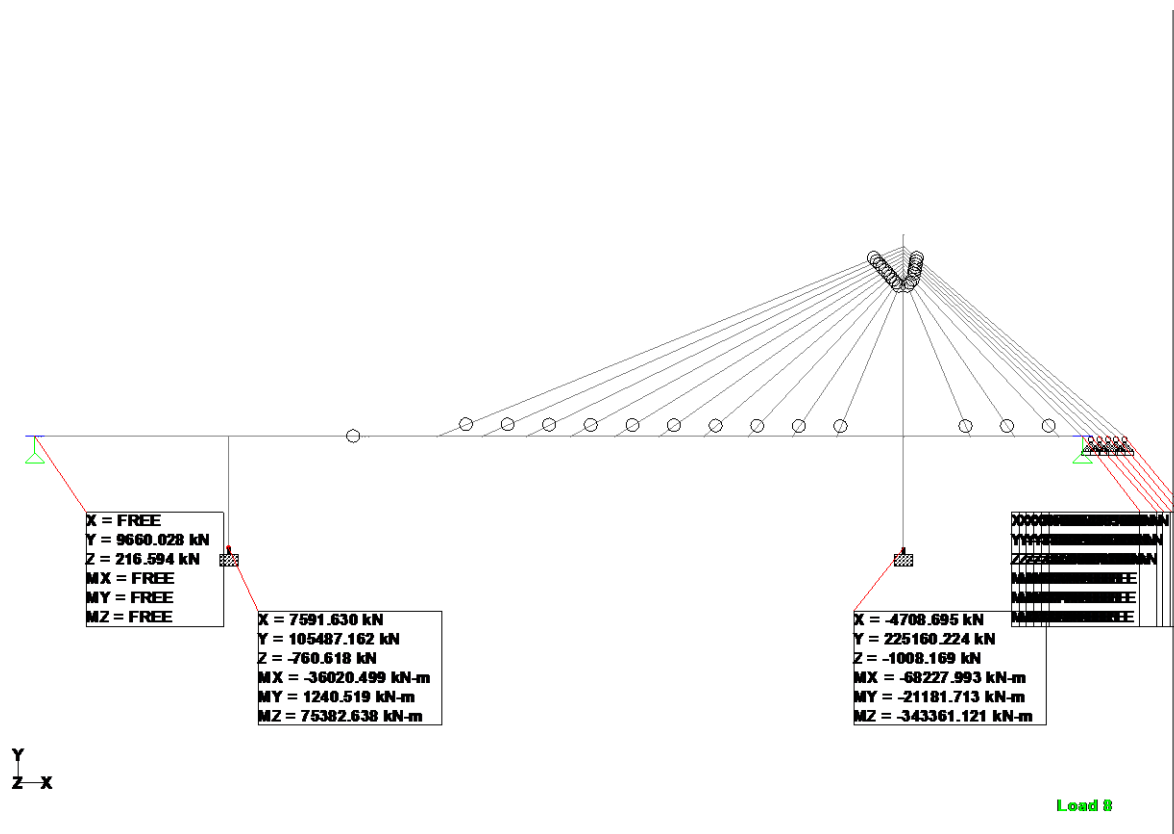 X = FREE
Y = 9660.028 kN
Z = 216.594 kN
MX = FREE
MY = FREE
MZ = FREE
X = 7591.630 kN
Y = 105487.162 kN
Z = -760.618 kN
MX = -36020.499 kN-m
MY = 1240.519 kN-m
MZ = 75382.638 kN-m
X = -4708.695 kN
Y = 225160.224 kN
Z = -1008.169 kN
MX = -68227.993 kN-m
MY = -21181.713 kN-m
MZ = -343361.121 kN-m
Y
Z X
Load 8